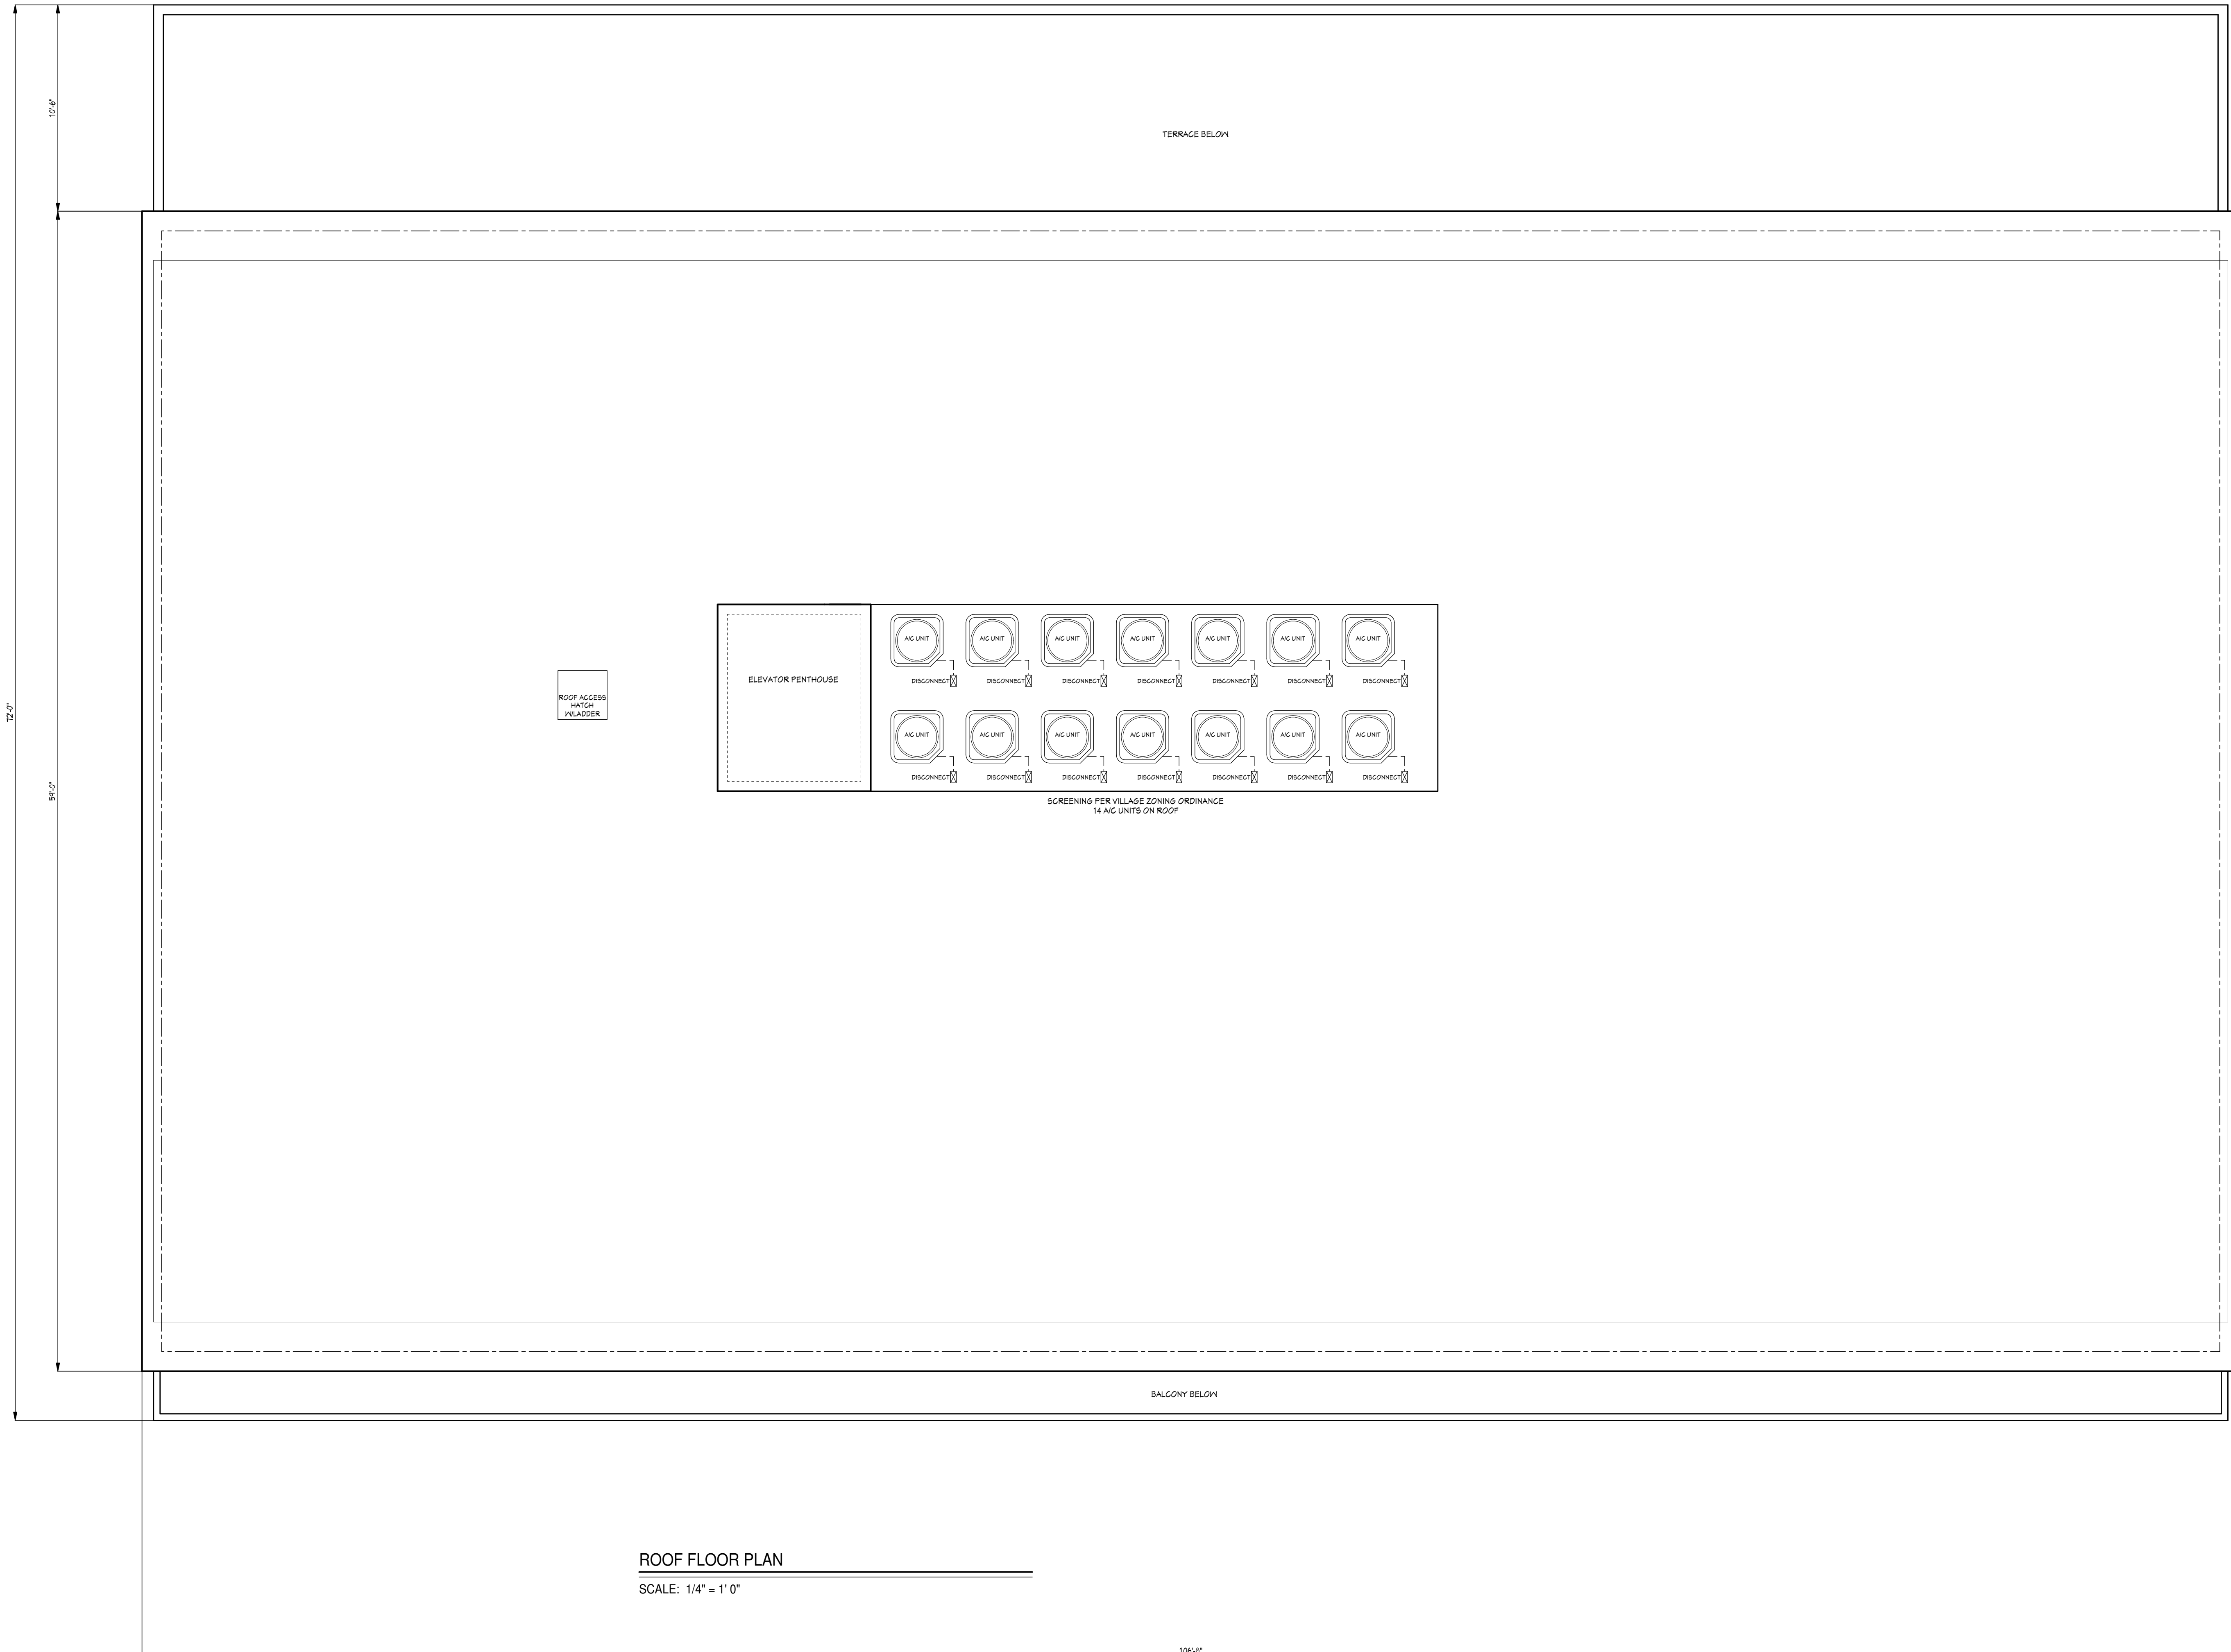 10'-6"
TERRACE BELOW
72'-0"
59'-0"
ROOF ACCESS
HATCH
W/LADDER
ELEVATOR PENTHOUSE
A/C UNIT A/C UNIT A/C UNIT A/C UNIT A/C UNIT A/C UNIT A/C UNIT
DISCONNECT DISCONNECT DISCONNECT DISCONNECT DISCONNECT DISCONNECT DISCONNECT
A/C UNIT A/C UNIT A/C UNIT A/C UNIT A/C UNIT A/C UNIT A/C UNIT
DISCONNECT DISCONNECT DISCONNECT DISCONNECT DISCONNECT DISCONNECT DISCONNECT
SCREENING PER VILLAGE ZONING ORDINANCE
14 A/C UNITS ON ROOF
BALCONY BELOW
ROOF FLOOR PLAN
SCALE: 1/4" = 1' 0"
106'-8"